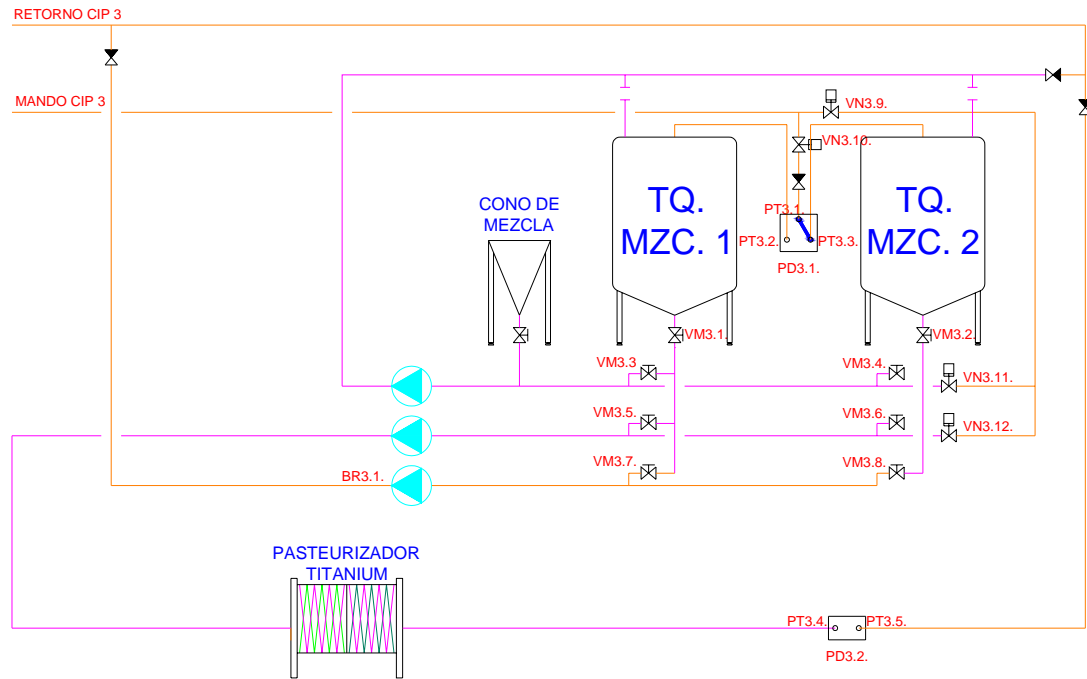 RETORNO CIP 3
MANDO CIP 3
VN3.9.
VN3.10.
CONO DE
MEZCLA
TQ.
MZC. 1
TQ.
MZC. 2
PT3.1.
PT3.2.
PT3.3.
PD3.1.
VM3.1.
VM3.2.
VM3.3
VM3.4.
VN3.11.
VM3.5.
VM3.6.
VN3.12.
VM3.7.
VM3.8.
BR3.1.
PASTEURIZADOR
TITANIUM
PT3.4.
PT3.5.
PD3.2.